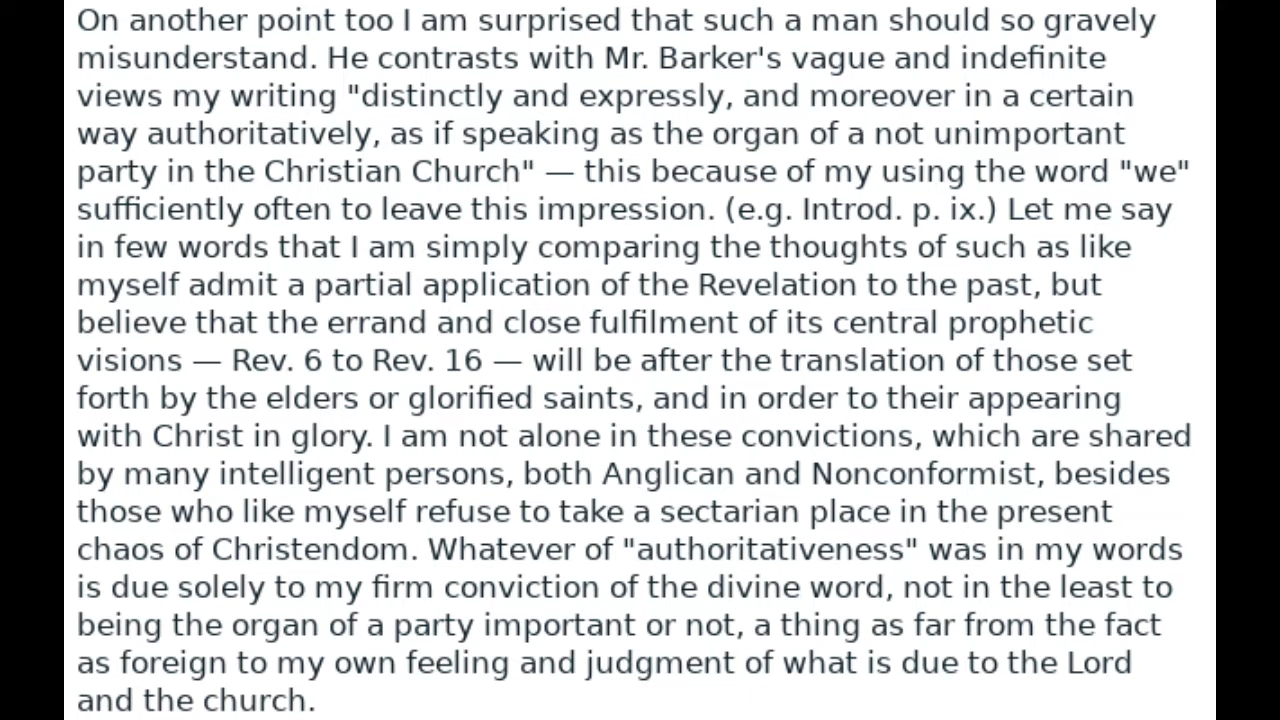 On another point too I am surprised that such a man should so gravely
misunderstand. He contrasts with Mr. Barker's vague and indefinite
views my writing "distinctly and expressly, and moreover in a certain
way authoritatively, as if speaking as the organ of a not unimportant
party in the Christian Church" — this because of my using the word "we"
sufficiently often to leave this impression. (e.g. Introd. p. ix.) Let me say
in few words that I am simply comparing the thoughts of such as like
myself admit a partial application of the Revelation to the past, but
believe that the errand and close fulfilment of its central prophetic
visions — Rev. 6 to Rev. 16 — will be after the translation of those set
forth by the elders or glorified saints, and in order to their appearing
with Christ in glory. I am not alone in these convictions, which are shared
by many intelligent persons, both Anglican and Nonconformist, besides
those who like myself refuse to take a sectarian place in the present
chaos of Christendom. Whatever of "authoritativeness" was in my words
is due solely to my firm conviction of the divine word, not in the least to
being the organ of a party important or not, a thing as far from the fact
as foreign to my own feeling and judgment of what is due to the Lord
and the church.